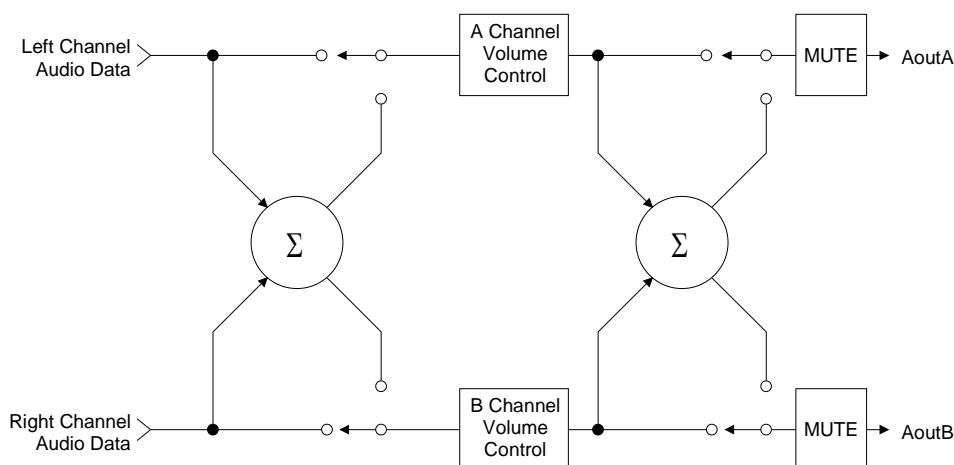 Left Channel
Audio Data
A Channel
Volume
Control
MUTE
AoutA
Σ
Σ
Right Channel
Audio Data
B Channel
Volume
Control
MUTE
AoutB